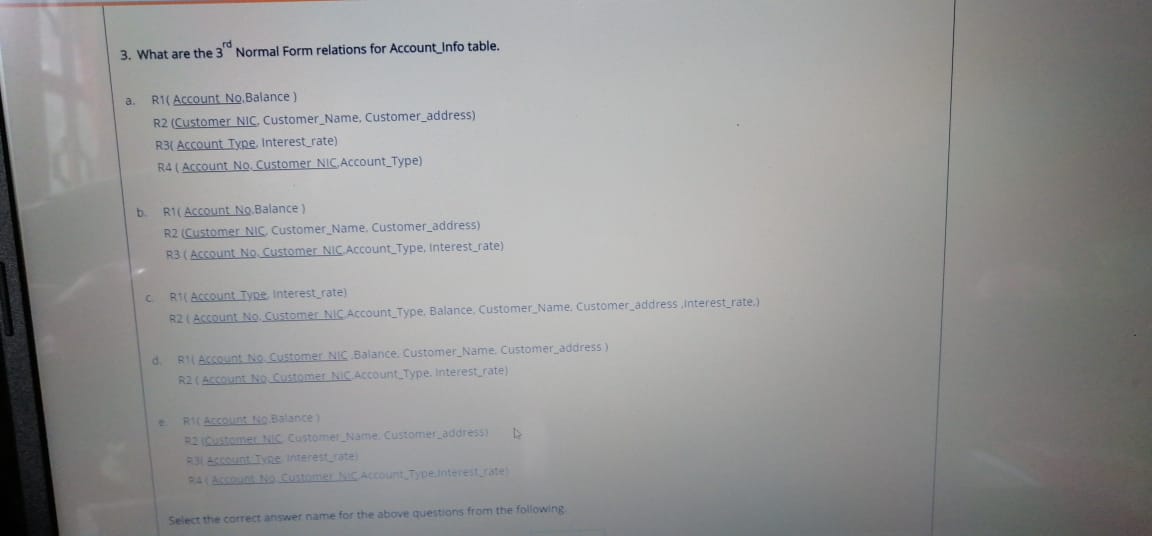 3. What are the 3rd Normal Form relations for Account_Info table.
a. R1( Account_No,Balance )
R2 (Customer_NIC, Customer_Name, Customer_address)
R3( Account_Type, Interest_rate)
R4 ( Account_No, Customer_NIC,Account_Type)
b. R1( Account_No,Balance )
R2 (Customer_NIC, Customer_Name, Customer_address)
R3 ( Account_No, Customer_NIC,Account_Type, Interest_rate)
c. R1( Account_Type, Interest_rate)
R2 ( Account_No, Customer_NIC,Account_Type, Balance, Customer_Name, Customer_address ,Interest_rate,)
d. R1( Account_No, Customer_NIC ,Balance, Customer_Name, Customer_address )
R2 ( Account_No, Customer_NIC,Account_Type, Interest_rate)
e. R1( Account_No,Balance )
R2 (Customer_NIC, Customer_Name, Customer_address)
R3( Account_Type, Interest_rate)
R4 ( Account_No, Customer_NIC,Account_Type,Interest_rate)
Select the correct answer name for the above questions from the following.